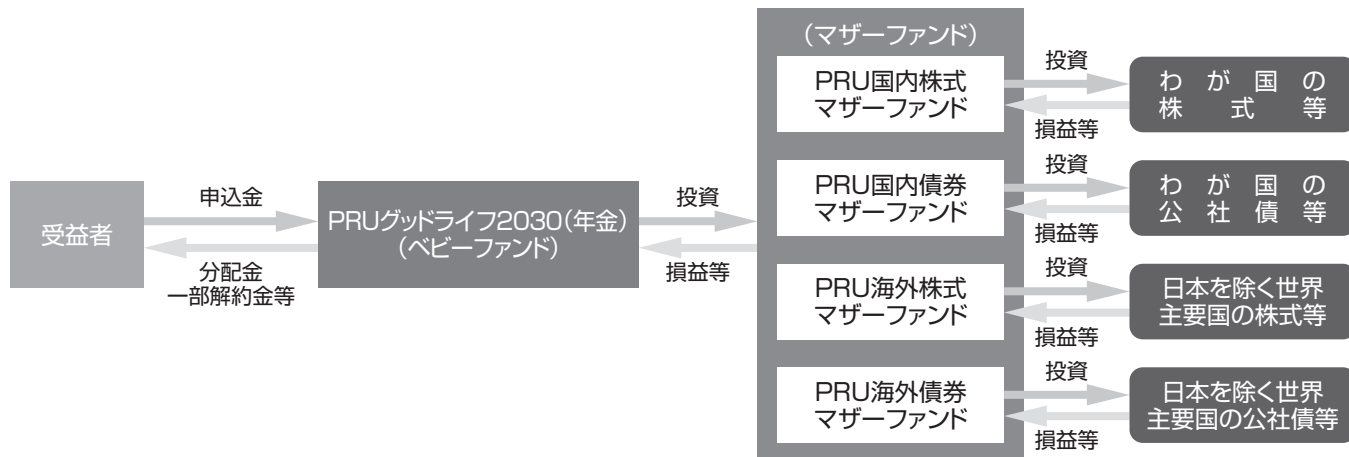 受益者
申込金
分配金
一部解約金等
PRUグッドライフ2030(年金)
(ベビーファンド)
投資
損益等
(マザーファンド)
PRU国内株式
マザーファンド
投資
損益等
わが国の
株式等
PRU国内債券
マザーファンド
投資
損益等
わが国の
公社債等
PRU海外株式
マザーファンド
投資
損益等
日本を除く世界
主要国の株式等
PRU海外債券
マザーファンド
投資
損益等
日本を除く世界
主要国の公社債等